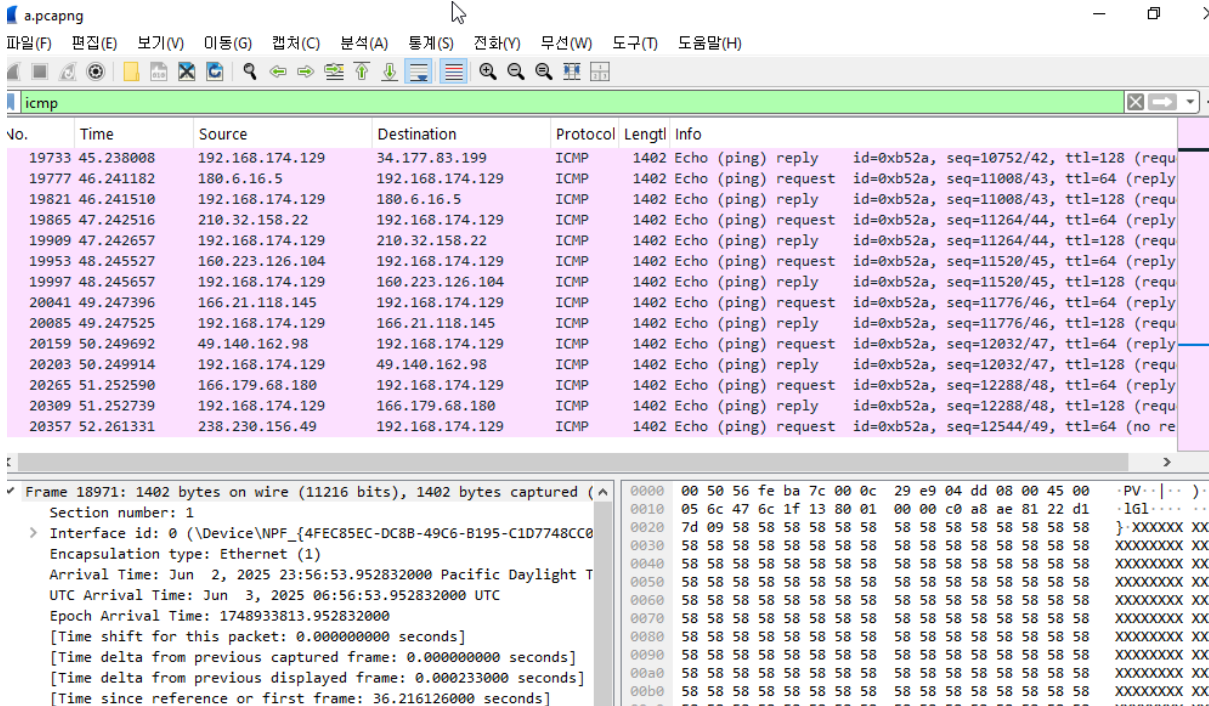 a.pcapng
파일(F) 편집(E) 보기(V) 이동(G) 캡처(C) 분석(A) 통계(S) 전화(Y) 무선(W) 도구(T) 도움말(H)
icmp
No. Time Source Destination Protocol Lengtl Info
19733 45.238008 192.168.174.129 34.177.83.199 ICMP 1402 Echo (ping) reply id=0xb52a, seq=10752/42, ttl=128 (requ
19777 46.241182 180.6.16.5 192.168.174.129 ICMP 1402 Echo (ping) request id=0xb52a, seq=11008/43, ttl=64 (reply
19821 46.241510 192.168.174.129 180.6.16.5 ICMP 1402 Echo (ping) reply id=0xb52a, seq=11008/43, ttl=128 (requ
19865 47.242516 210.32.158.22 192.168.174.129 ICMP 1402 Echo (ping) request id=0xb52a, seq=11264/44, ttl=64 (reply
19909 47.242657 192.168.174.129 210.32.158.22 ICMP 1402 Echo (ping) reply id=0xb52a, seq=11264/44, ttl=128 (requ
19953 48.245527 160.223.126.104 192.168.174.129 ICMP 1402 Echo (ping) request id=0xb52a, seq=11520/45, ttl=64 (reply
19997 48.245657 192.168.174.129 160.223.126.104 ICMP 1402 Echo (ping) reply id=0xb52a, seq=11520/45, ttl=128 (requ
20041 49.247396 166.21.118.145 192.168.174.129 ICMP 1402 Echo (ping) request id=0xb52a, seq=11776/46, ttl=64 (reply
20085 49.247525 192.168.174.129 166.21.118.145 ICMP 1402 Echo (ping) reply id=0xb52a, seq=11776/46, ttl=128 (requ
20159 50.249692 49.140.162.98 192.168.174.129 ICMP 1402 Echo (ping) request id=0xb52a, seq=12032/47, ttl=64 (reply
20203 50.249914 192.168.174.129 49.140.162.98 ICMP 1402 Echo (ping) reply id=0xb52a, seq=12032/47, ttl=128 (requ
20265 51.252590 166.179.68.180 192.168.174.129 ICMP 1402 Echo (ping) request id=0xb52a, seq=12288/48, ttl=64 (reply
20309 51.252739 192.168.174.129 166.179.68.180 ICMP 1402 Echo (ping) reply id=0xb52a, seq=12288/48, ttl=128 (requ
20357 52.261331 238.230.156.49 192.168.174.129 ICMP 1402 Echo (ping) request id=0xb52a, seq=12544/49, ttl=64 (no re
Frame 18971: 1402 bytes on wire (11216 bits), 1402 bytes captured (
Section number: 1
Interface id: 0 (\Device\NPF_{4FEC85EC-DC8B-49C6-B195-C1D7748CC0
Encapsulation type: Ethernet (1)
Arrival Time: Jun 2, 2025 23:56:53.952832000 Pacific Daylight T
UTC Arrival Time: Jun 3, 2025 06:56:53.952832000 UTC
Epoch Arrival Time: 1748933813.952832000
[Time shift for this packet: 0.000000000 seconds]
[Time delta from previous captured frame: 0.000000000 seconds]
[Time delta from previous displayed frame: 0.000233000 seconds]
[Time since reference or first frame: 36.216126000 seconds]
0000 00 50 56 fe ba 7c 00 0c 29 e9 04 dd 08 00 45 00 ·PV··|·· )·
0010 05 6c 47 6c 1f 13 80 01 00 00 c0 a8 ae 81 22 d1 ·lGl···· ··
0020 7d 09 58 58 58 58 58 58 58 58 58 58 58 58 58 58 }·XXXXXX XX
0030 58 58 58 58 58 58 58 58 58 58 58 58 58 58 58 58 XXXXXXXX XX
0040 58 58 58 58 58 58 58 58 58 58 58 58 58 58 58 58 XXXXXXXX XX
0050 58 58 58 58 58 58 58 58 58 58 58 58 58 58 58 58 XXXXXXXX XX
0060 58 58 58 58 58 58 58 58 58 58 58 58 58 58 58 58 XXXXXXXX XX
0070 58 58 58 58 58 58 58 58 58 58 58 58 58 58 58 58 XXXXXXXX XX
0080 58 58 58 58 58 58 58 58 58 58 58 58 58 58 58 58 XXXXXXXX XX
0090 58 58 58 58 58 58 58 58 58 58 58 58 58 58 58 58 XXXXXXXX XX
00a0 58 58 58 58 58 58 58 58 58 58 58 58 58 58 58 58 XXXXXXXX XX
00b0 58 58 58 58 58 58 58 58 58 58 58 58 58 58 58 58 XXXXXXXX XX